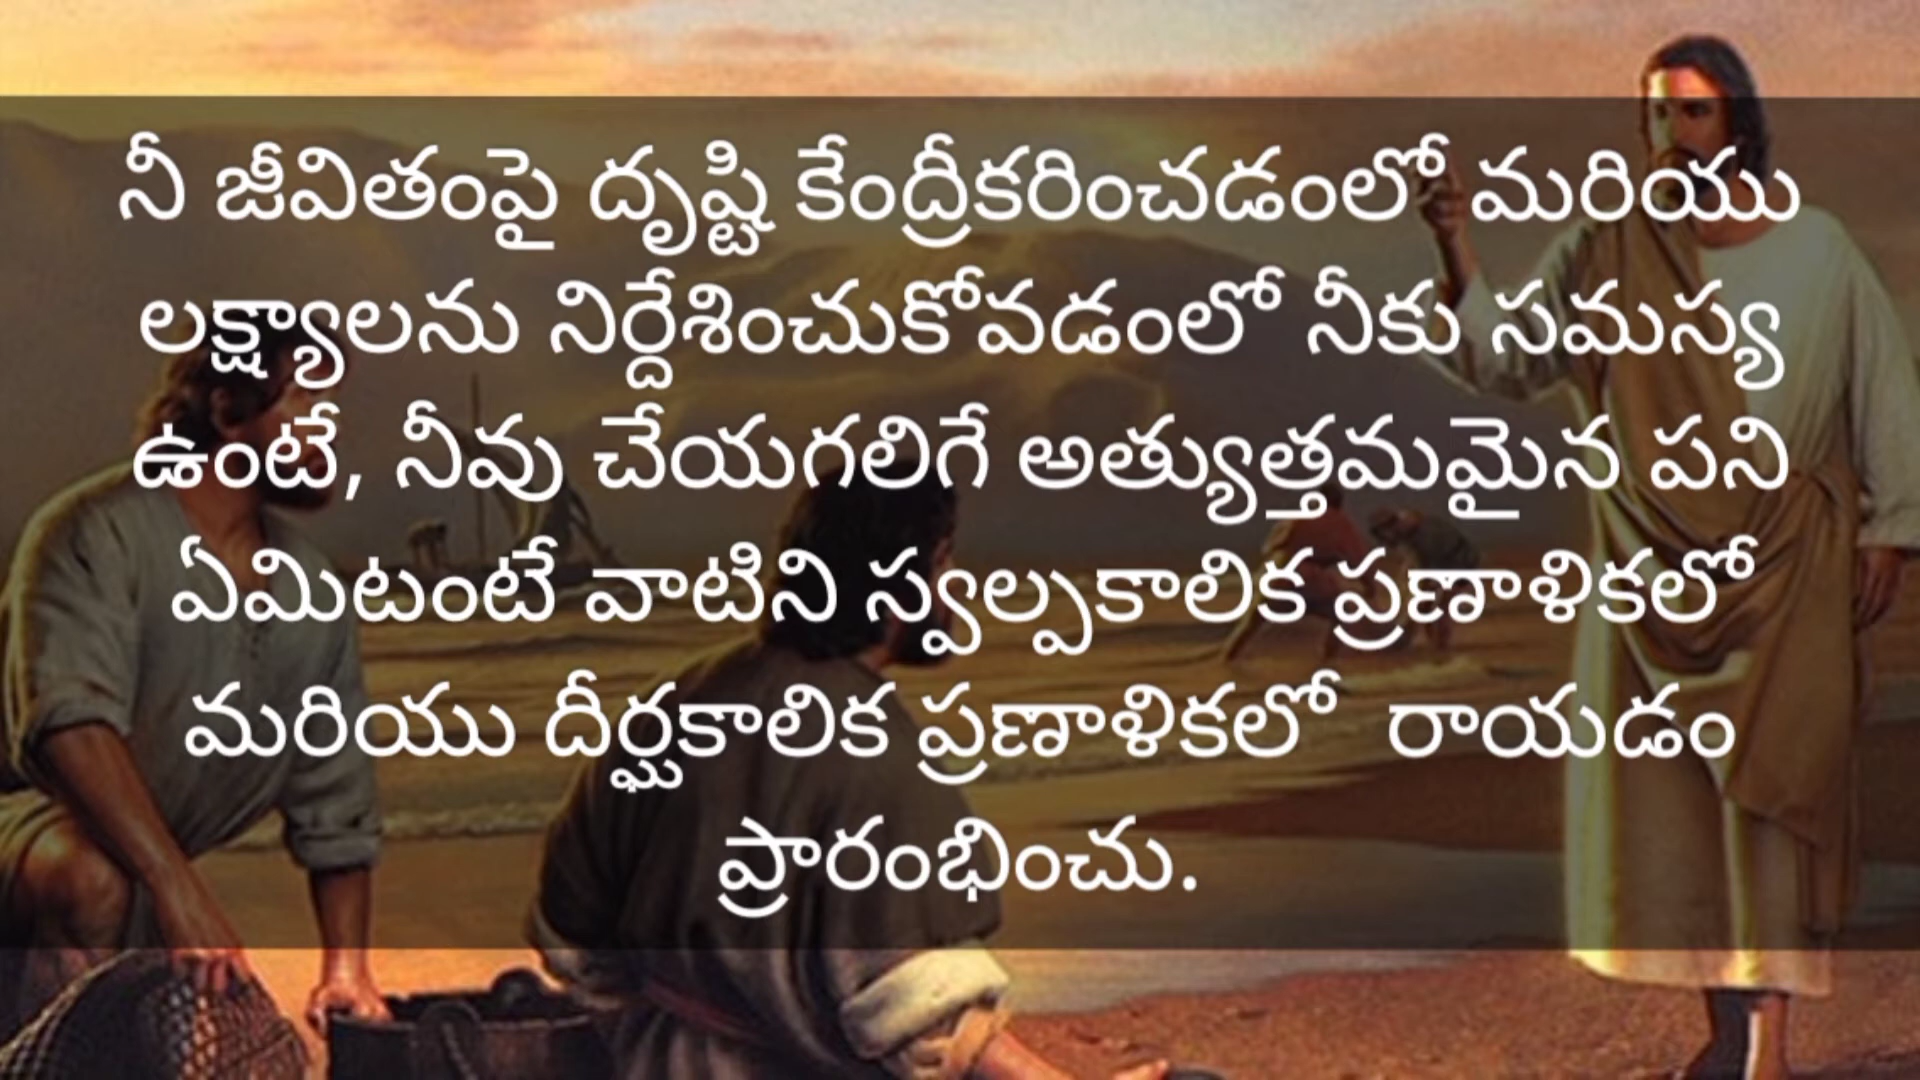 నీ జీవితంపై దృష్టి కేంద్రీకరించడంలో మరియు
లక్ష్యాలను నిర్దేశించుకోవడంలో నీకు సమస్య
ఉంటే, నీవు చేయగలిగే అత్యుత్తమమైన పని
ఏమిటంటే వాటిని స్వల్పకాలిక ప్రణాళికలో
మరియు దీర్ఘకాలిక ప్రణాళికలో  రాయడం
ప్రారంభించు.